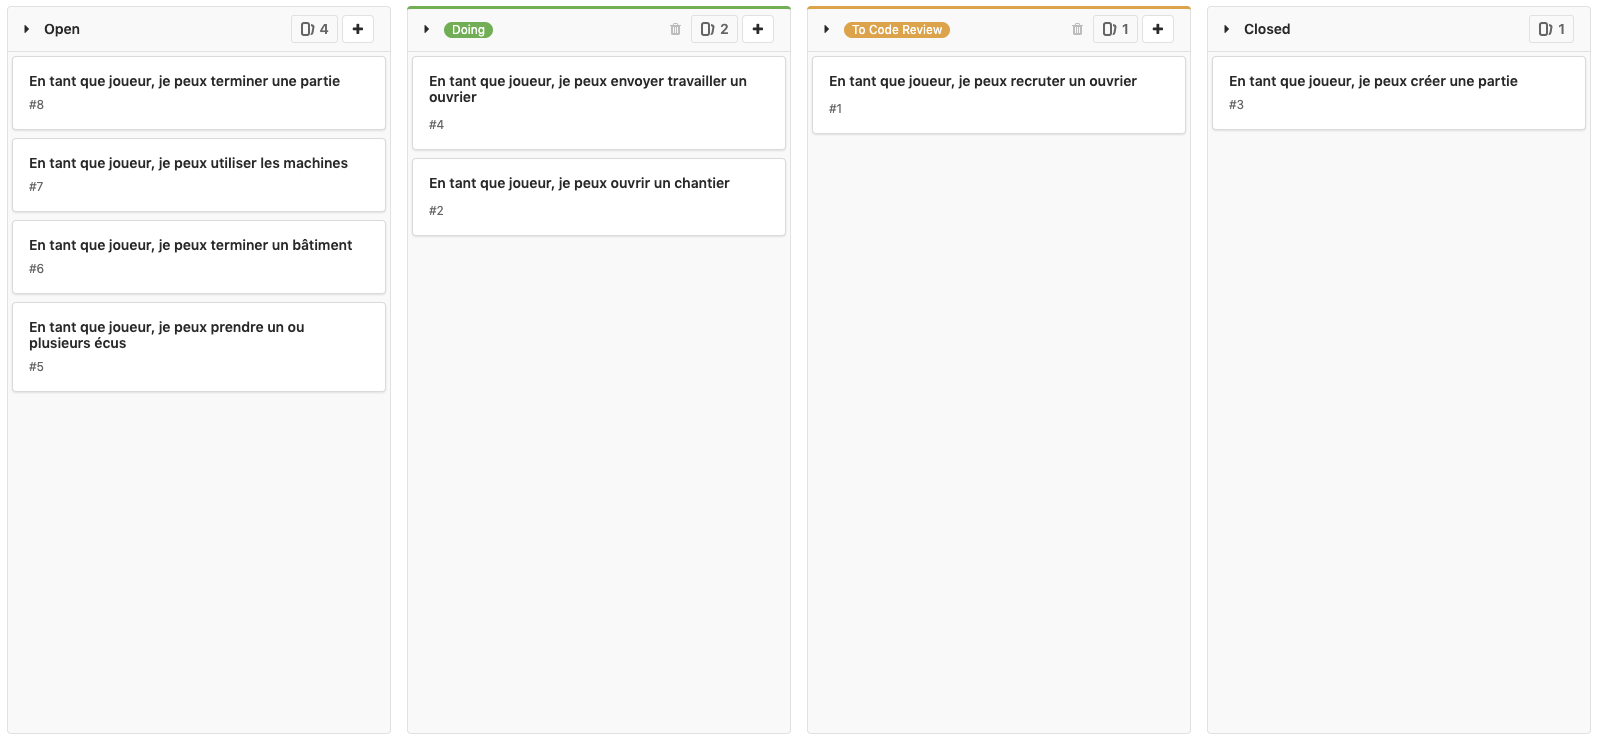 Open
4
En tant que joueur, je peux terminer une partie
#8
En tant que joueur, je peux utiliser les machines
#7
En tant que joueur, je peux terminer un bâtiment
#6
En tant que joueur, je peux prendre un ou
plusieurs écus
#5
Doing
2
En tant que joueur, je peux envoyer travailler un
ouvrier
#4
En tant que joueur, je peux ouvrir un chantier
#2
To Code Review
1
En tant que joueur, je peux recruter un ouvrier
#1
Closed
1
En tant que joueur, je peux créer une partie
#3